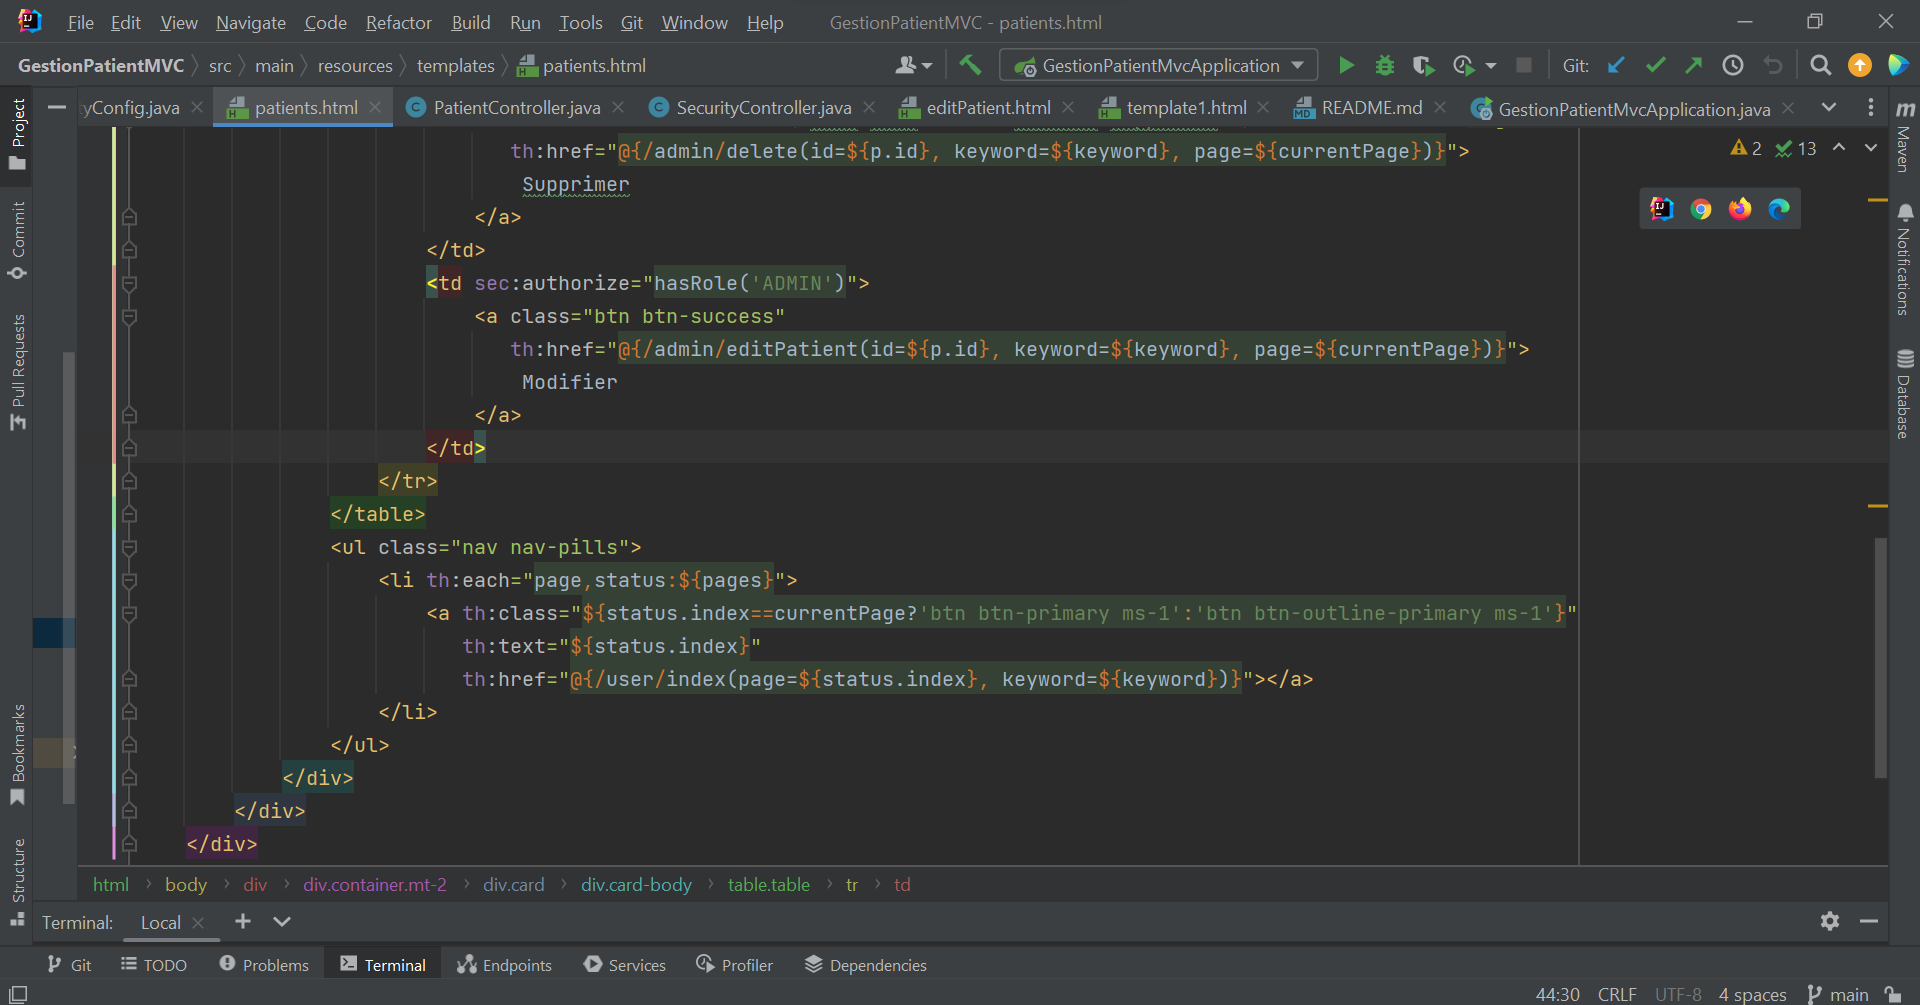 File Edit View Navigate Code Refactor Build Run Tools Git Window Help GestionPatientMVC - patients.html
GestionPatientMVC src main resources templates patients.html GestionPatientMvcApplication Git:
yConfig.java patients.html PatientController.java SecurityController.java editPatient.html template1.html README.md GestionPatientMvcApplication.java
th:href="@{/admin/delete(id=${p.id}, keyword=${keyword}, page=${currentPage})}">
2 13
Supprimer
</a>
</td>
<td sec:authorize="hasRole('ADMIN')">
<a class="btn btn-success"
th:href="@{/admin/editPatient(id=${p.id}, keyword=${keyword}, page=${currentPage})}">
Modifier
</a>
</td>
</tr>
</table>
<ul class="nav nav-pills">
<li th:each="page,status:${pages}">
<a th:class="${status.index==currentPage?'btn btn-primary ms-1':'btn btn-outline-primary ms-1'}"
th:text="${status.index}"
th:href="@{/user/index(page=${status.index}, keyword=${keyword})}"></a>
</li>
</ul>
</div>
</div>
</div>
Project
Commit
Pull Requests
Bookmarks
Structure
m Maven
Notifications
Database
html body div div.container.mt-2 div.card div.card-body table.table tr td
Terminal: Local
Git TODO Problems Terminal Endpoints Services Profiler Dependencies
44:30 CRLF UTF-8 4 spaces main